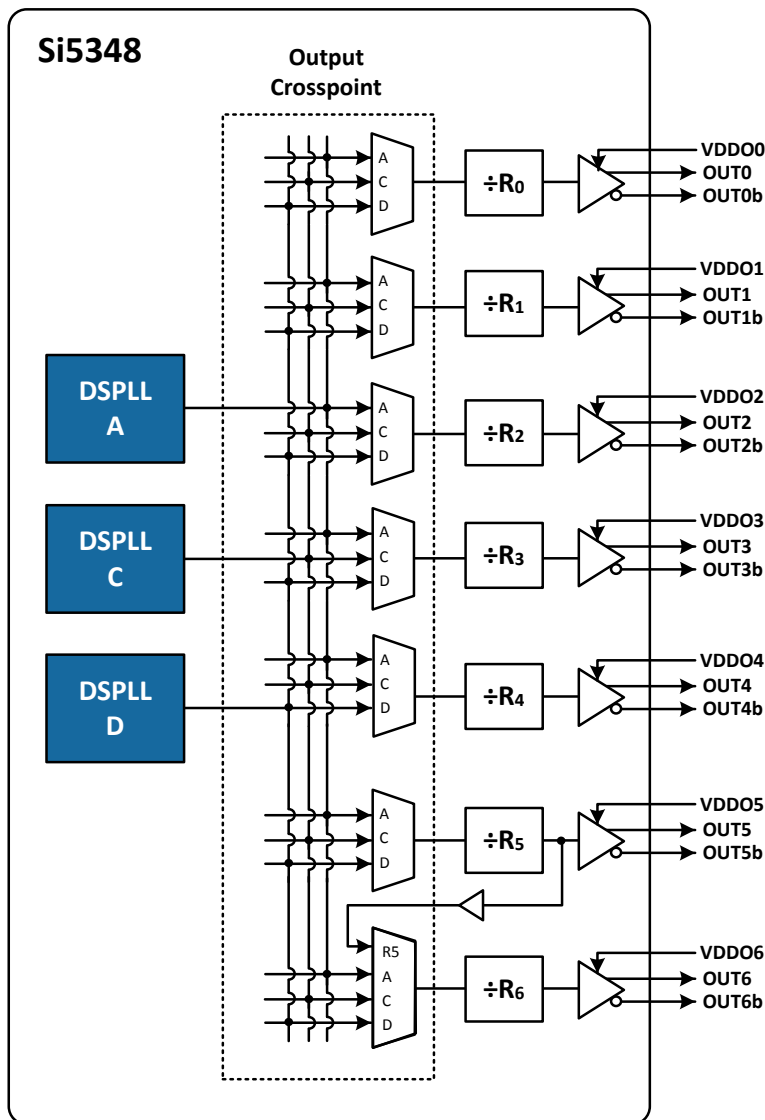 Si5348
Output
Crosspoint
A
C
D
÷R0
VDDO0
OUT0
OUT0b
A
C
D
÷R1
VDDO1
OUT1
OUT1b
DSPLL
A
A
C
D
÷R2
VDDO2
OUT2
OUT2b
DSPLL
C
A
C
D
÷R3
VDDO3
OUT3
OUT3b
DSPLL
D
A
C
D
÷R4
VDDO4
OUT4
OUT4b
A
C
D
÷R5
VDDO5
OUT5
OUT5b
R5
A
C
D
÷R6
VDDO6
OUT6
OUT6b